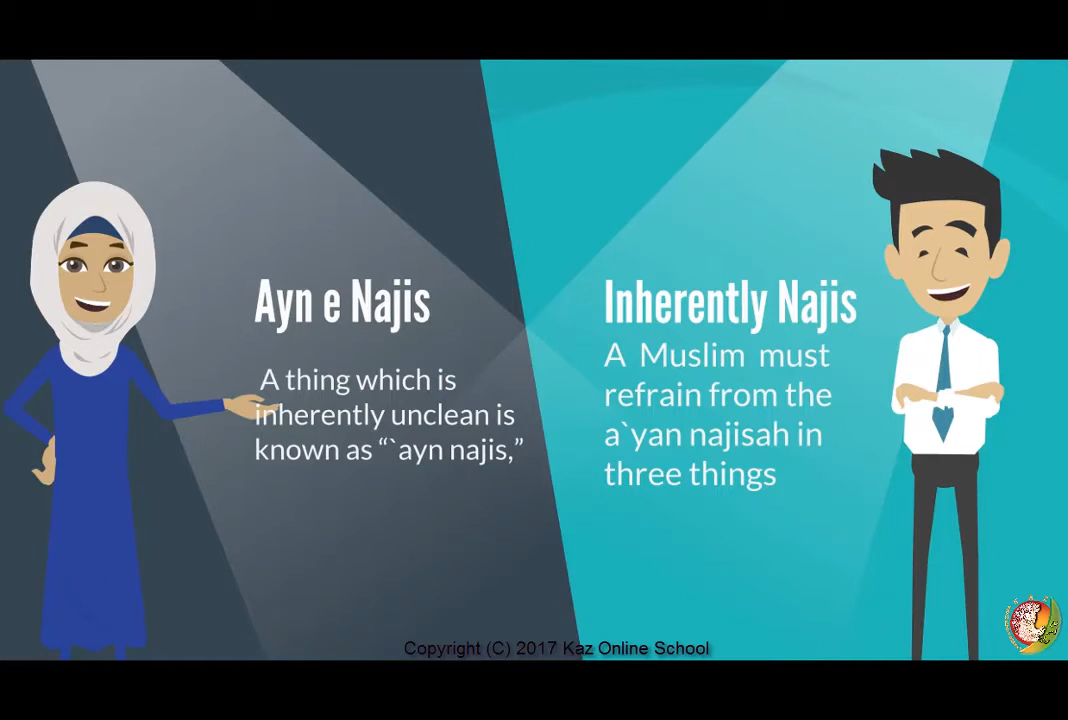 Ayn e Najis
A thing which is
inherently unclean is
known as “`ayn najis,”
Inherently Najis
A Muslim must
refrain from the
a`yan najisah in
three things
Copyright (C) 2017 Kaz Online School